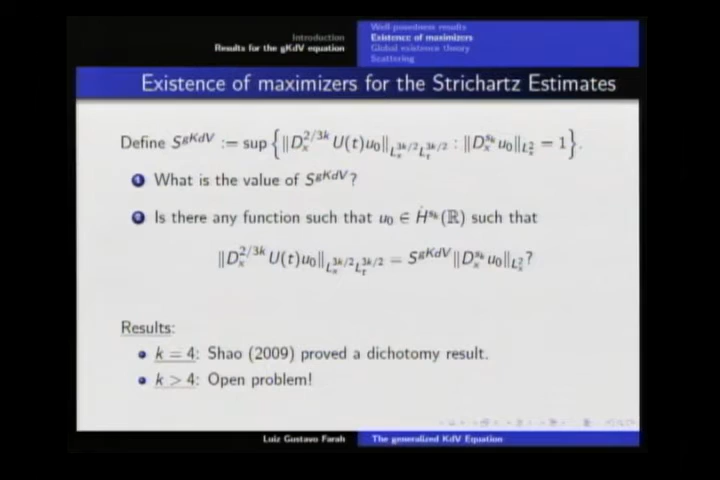 Introduction
Results for the gKdV equation
Well posedness results
Existence of maximizers
Global existence theory
Scattering
Existence of maximizers for the Strichartz Estimates
Define S^{gKdV} := sup { ‖D_x^{2/3k} U(t)u_0‖_{L_x^{3k/2} L_t^{3k/2}} : ‖D_x^{s_k} u_0‖_{L_x^2} = 1 }.
1 What is the value of S^{gKdV}?
2 Is there any function such that u_0 ∈ Ḣ^{s_k}(ℝ) such that
‖D_x^{2/3k} U(t)u_0‖_{L_x^{3k/2} L_t^{3k/2}} = S^{gKdV} ‖D_x^{s_k} u_0‖_{L_x^2}?
Results:
• k = 4: Shao (2009) proved a dichotomy result.
• k > 4: Open problem!
Luiz Gustavo Farah
The generalized KdV Equation